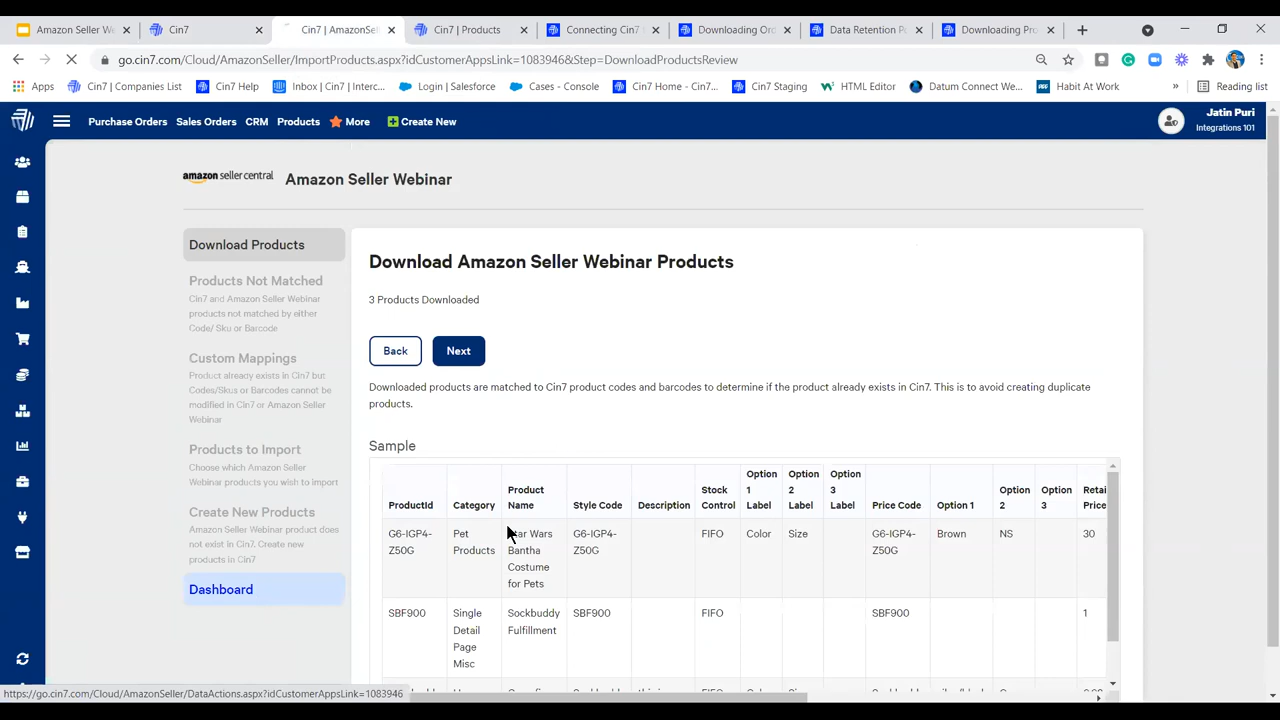 Amazon Seller W
Cin7
Cin7 | AmazonSel
Cin7 | Products
Connecting Cin7
Downloading Ord
Data Retention Po
Downloading Pro
go.cin7.com/Cloud/AmazonSeller/ImportProducts.aspx?idCustomerAppsLink=1083946&Step=DownloadProductsReview
Apps
Cin7 | Companies List
Cin7 Help
Inbox | Cin7 | Interc...
Login | Salesforce
Cases - Console
Cin7 Home - Cin7...
Cin7 Staging
HTML Editor
Datum Connect We...
Habit At Work
»
Reading list
Purchase Orders
Sales Orders
CRM
Products
More
Create New
Jatin Puri
Integrations 101
amazon seller central
Amazon Seller Webinar
Download Products
Products Not Matched
Cin7 and Amazon Seller
Webinar
products not matched by either
Code/ Sku or Barcode
Custom Mappings
Product already exists in Cin7 but
Codes/Skus or Barcodes cannot be
modified in Cin7 or Amazon Seller
Webinar
Products to Import
Choose which Amazon Seller
Webinar products you wish to import
Create New Products
Amazon Seller Webinar product does
not exist in Cin7. Create new
products in Cin7
Dashboard
Download Amazon Seller Webinar Products
3 Products Downloaded
Back
Next
Downloaded products are matched to Cin7 product codes and barcodes to determine if the product already exists in Cin7. This is to avoid creating duplicate
products.
Sample
ProductId
Category
Product
Name
Style Code
Description
Stock
Control
Option
1
Label
Option
2
Label
Option
3
Label
Price Code
Option 1
Option
2
Option
3
Retai
Price
G6-IGP4-
Z50G
Pet
Products
Star Wars
Bantha
Costume
for Pets
G6-IGP4-
Z50G
FIFO
Color
Size
G6-IGP4-
Z50G
Brown
NS
30
SBF900
Single
Detail
Page
Misc
Sockbuddy
Fulfillment
SBF900
FIFO
SBF900
1
https://go.cin7.com/Cloud/AmazonSeller/DataActions.aspx?idCustomerAppsLink=1083946